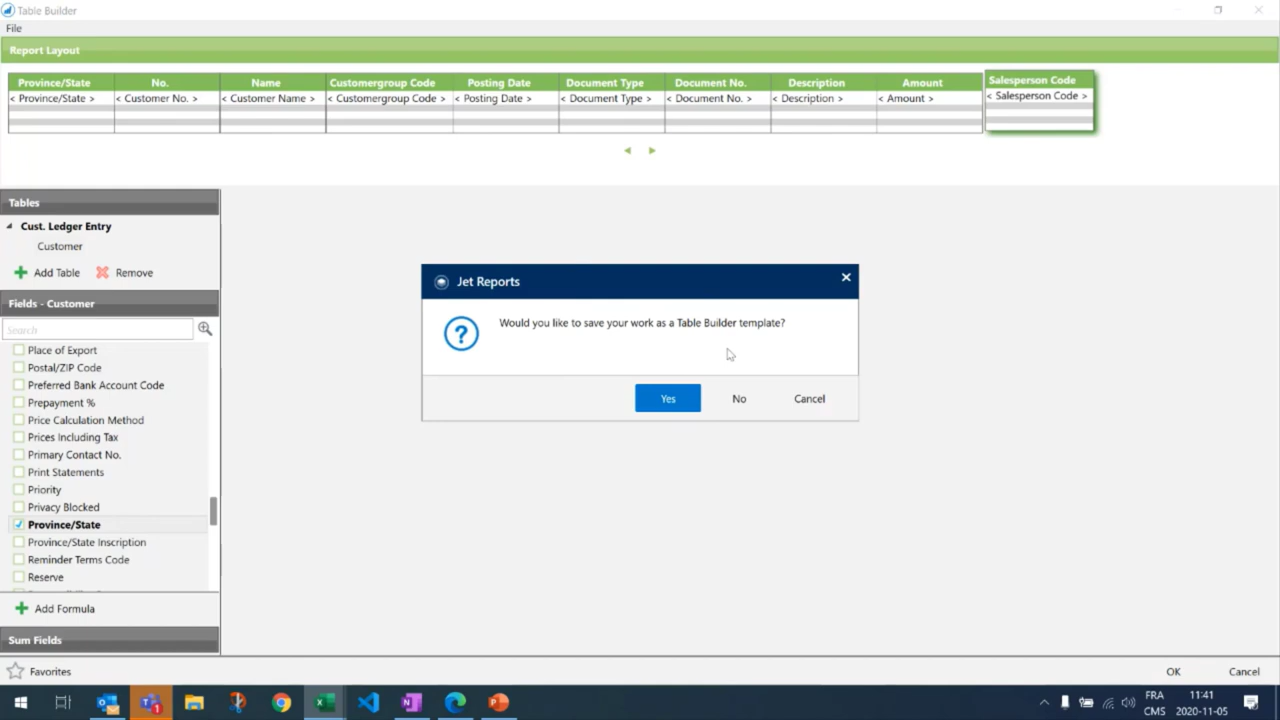 Table Builder
File
Report Layout
Province/State No. Name Customergroup Code Posting Date Document Type Document No. Description Amount Salesperson Code
< Province/State > < Customer No. > < Customer Name > < Customergroup Code > < Posting Date > < Document Type > < Document No. > < Description > < Amount > < Salesperson Code >
Tables
Cust. Ledger Entry
Customer
Add Table Remove
Fields - Customer
Search
Place of Export
Postal/ZIP Code
Preferred Bank Account Code
Prepayment %
Price Calculation Method
Prices Including Tax
Primary Contact No.
Print Statements
Priority
Privacy Blocked
Province/State
Province/State Inscription
Reminder Terms Code
Reserve
Add Formula
Sum Fields
Favorites
Jet Reports
Would you like to save your work as a Table Builder template?
Yes No Cancel
OK Cancel
FRA 11:41
CMS 2020-11-05